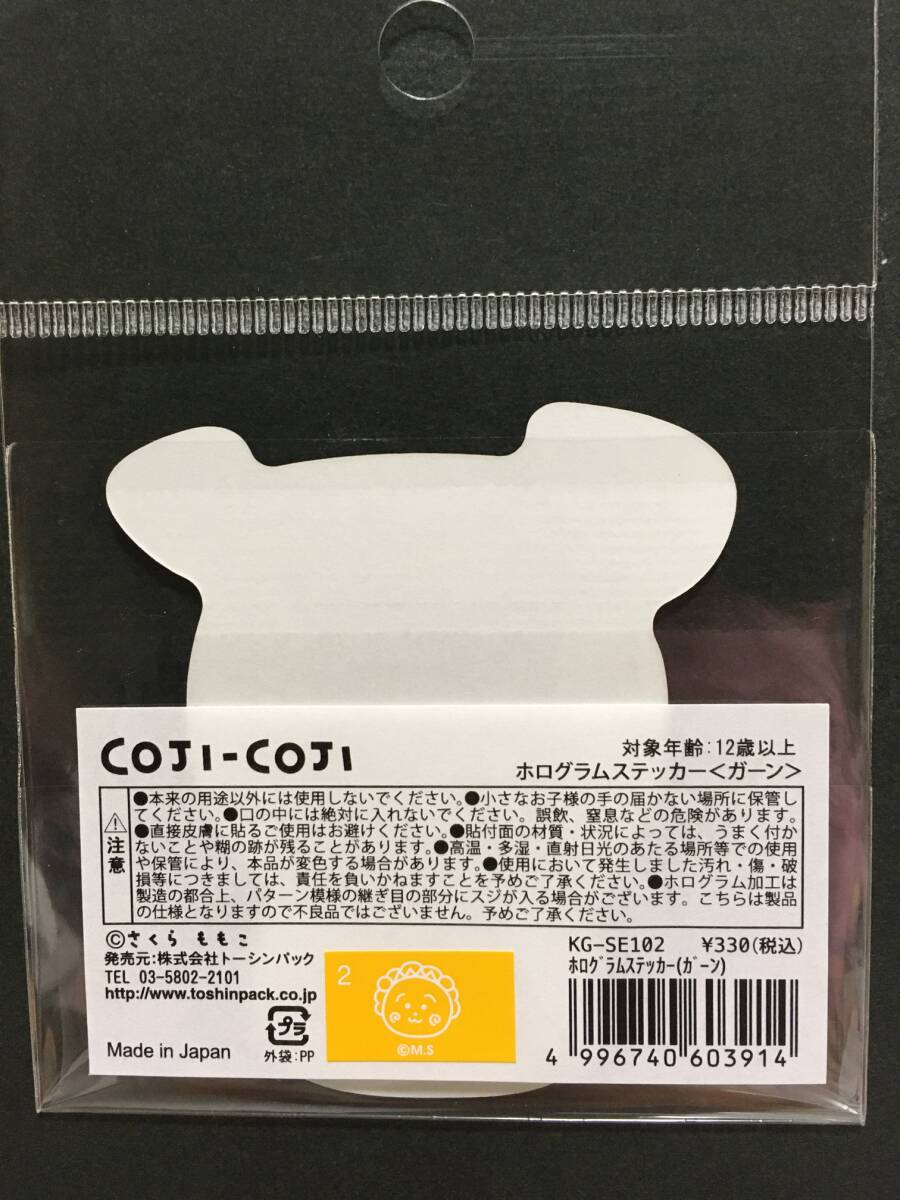 COJI-COJI
対象年齢:12歳以上
ホログラムステッカー<ガーン>
⚠注意
●本来の用途以外には使用しないでください。●小さなお子様の手の届かない場所に保管し
てください。●口の中には絶対に入れないでください。誤飲、窒息などの危険があります。
●直接皮膚に貼るご使用はお避けください。●貼付面の材質・状況によっては、うまく付か
ないことや糊の跡が残ることがあります。●高温・多湿・直射日光のあたる場所等での使用
や保管により、本品が変色する場合があります。●使用において発生しました汚れ・傷・破
損等につきましては、責任を負いかねますことを予めご了承ください。●ホログラム加工は
製造の都合上、パターン模様の継ぎ目の部分にスジが入る場合がございます。こちらは製品
の仕様となりますので不良品ではございません。予めご了承ください。
©さくらももこ
発売元:株式会社トーシンパック
TEL 03-5802-2101
http://www.toshinpack.co.jp
Made in Japan
プラ
外袋:PP
2
©M.S
KG-SE102 ¥330(税込)
ﾎﾛｸﾞﾗﾑｽﾃｯｶｰ(ｶﾞｰﾝ)
4 996740 603914